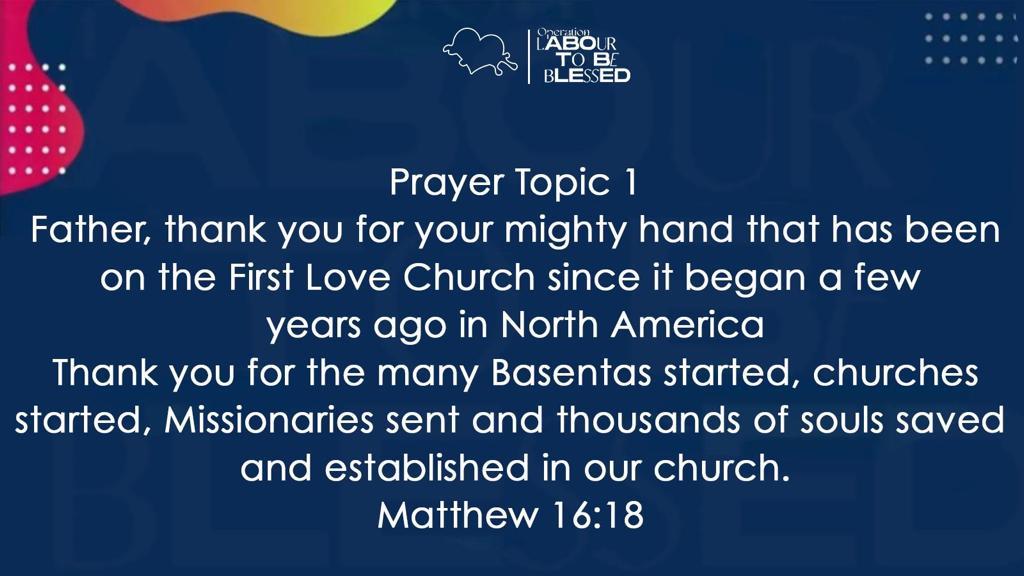 Operation
LABOUR
TO BE
BLESSED
Prayer Topic 1
Father, thank you for your mighty hand that has been
on the First Love Church since it began a few
years ago in North America
Thank you for the many Basentas started, churches
started, Missionaries sent and thousands of souls saved
and established in our church.
Matthew 16:18